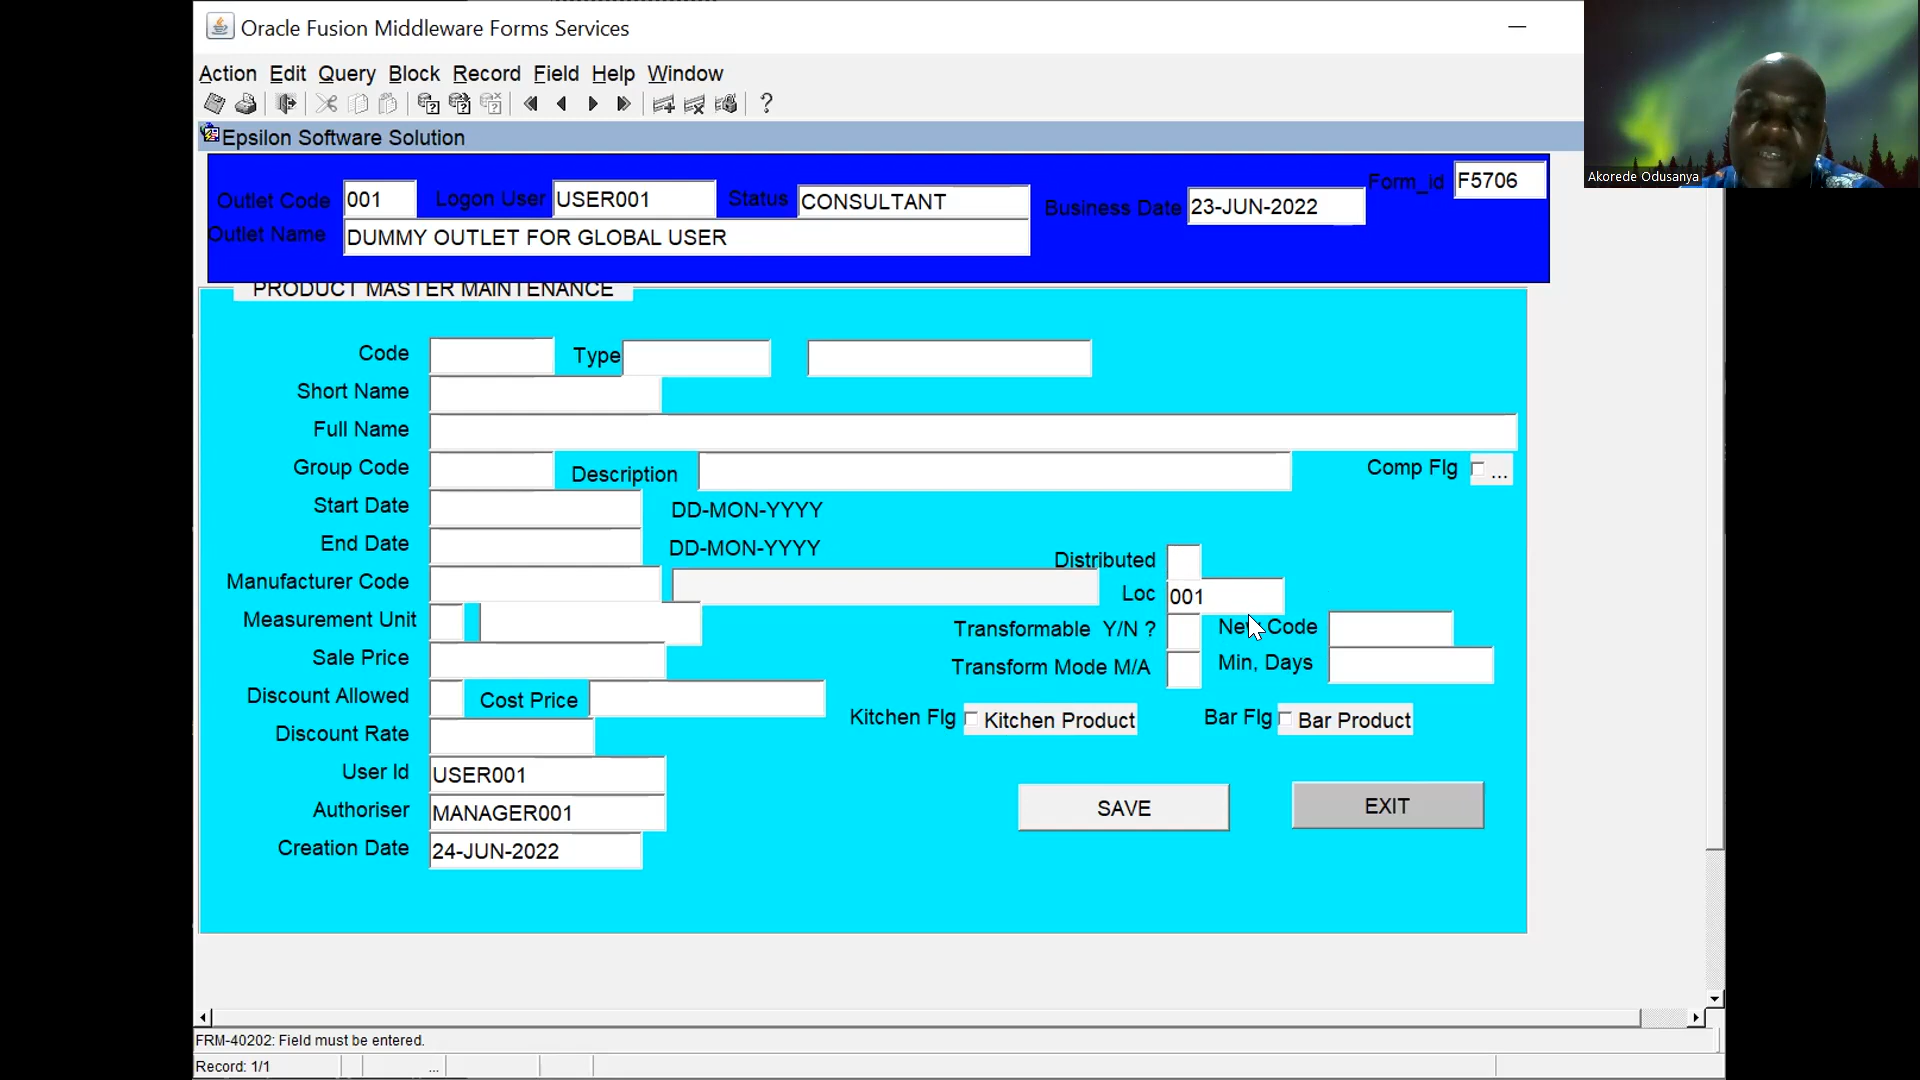 Oracle Fusion Middleware Forms Services
Action Edit Query Block Record Field Help Window
Epsilon Software Solution
Outlet Code 001 Logon User USER001 Status CONSULTANT Business Date 23-JUN-2022 Form_id F5706
Outlet Name DUMMY OUTLET FOR GLOBAL USER
Akorede Odusanya
PRODUCT MASTER MAINTENANCE
Code Type
Short Name
Full Name
Group Code Description Comp Flg ...
Start Date DD-MON-YYYY
End Date DD-MON-YYYY
Distributed
Manufacturer Code Loc 001
Measurement Unit Transformable Y/N ? New Code
Sale Price Transform Mode M/A Min, Days
Discount Allowed Cost Price
Kitchen Flg Kitchen Product Bar Flg Bar Product
Discount Rate
User Id USER001
Authoriser MANAGER001
SAVE EXIT
Creation Date 24-JUN-2022
FRM-40202: Field must be entered.
Record: 1/1 ...